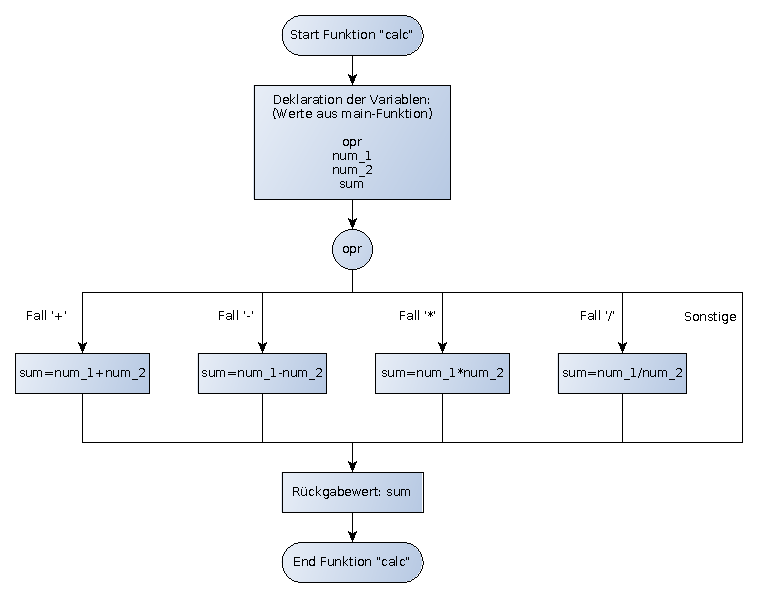 Start Funktion "calc"
Deklaration der Variablen:
(Werte aus main-Funktion)
opr
num_1
num_2
sum
opr
Fall '+'
Fall '-'
Fall '*'
Fall '/'
Sonstige
sum=num_1+num_2
sum=num_1-num_2
sum=num_1*num_2
sum=num_1/num_2
Rückgabewert: sum
End Funktion "calc"